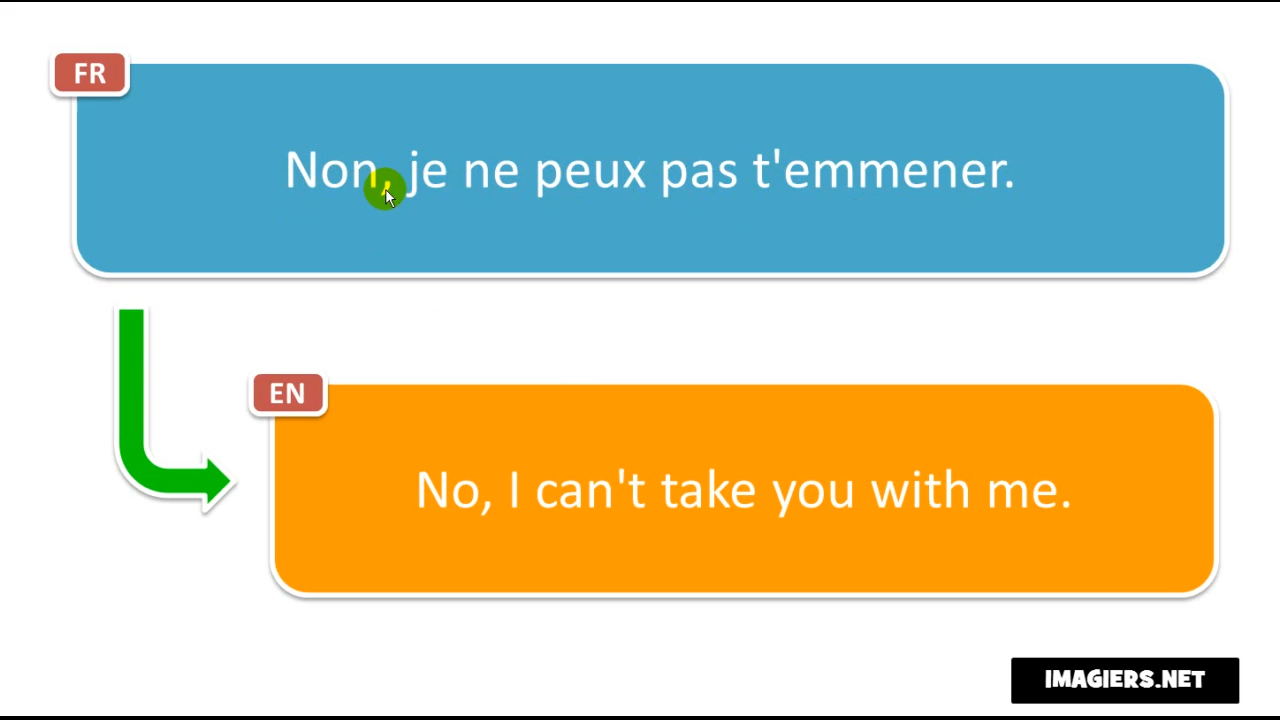 FR
Non, je ne peux pas t'emmener.
EN
No, I can't take you with me.
IMAGIERS.NET